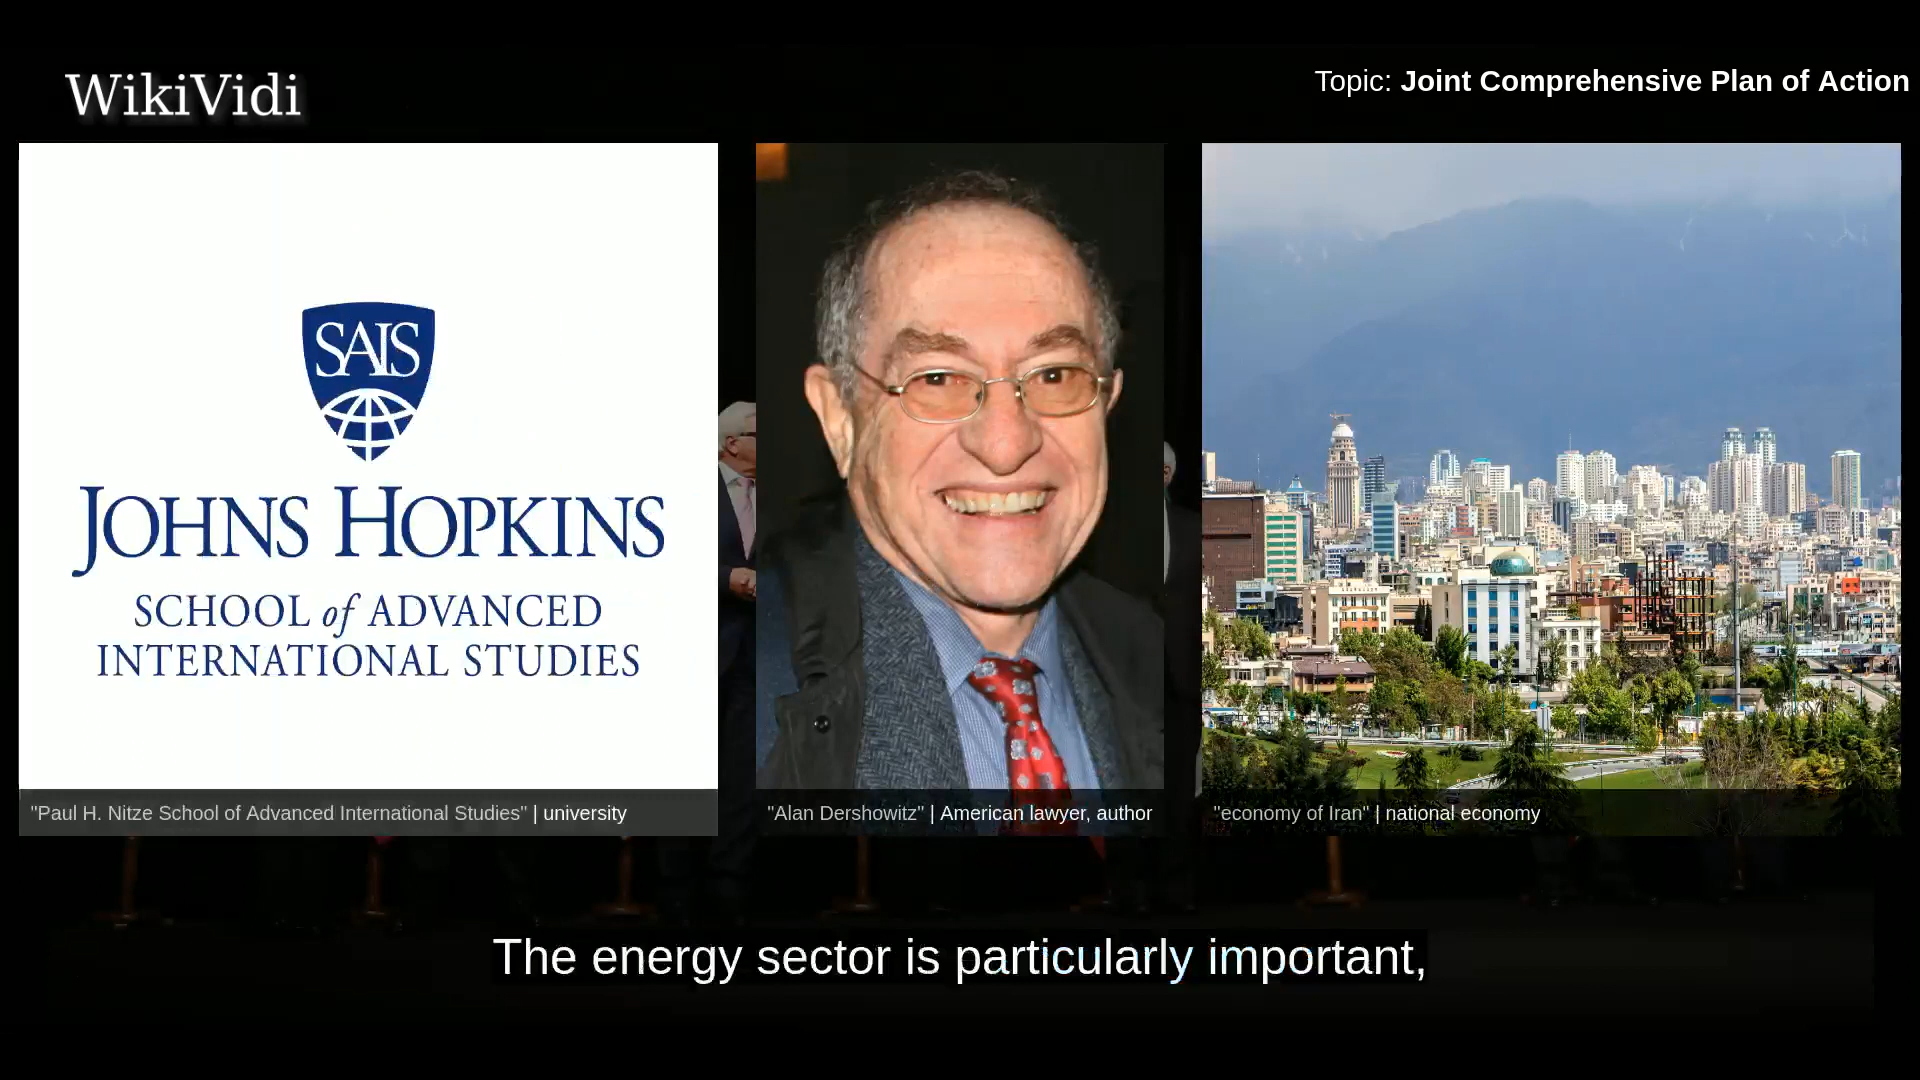 WikiVidi
Topic: Joint Comprehensive Plan of Action
SAIS
JOHNS HOPKINS
SCHOOL of ADVANCED
INTERNATIONAL STUDIES
"Paul H. Nitze School of Advanced International Studies" | university
"Alan Dershowitz" | American lawyer, author
"economy of Iran" | national economy
The energy sector is particularly important,